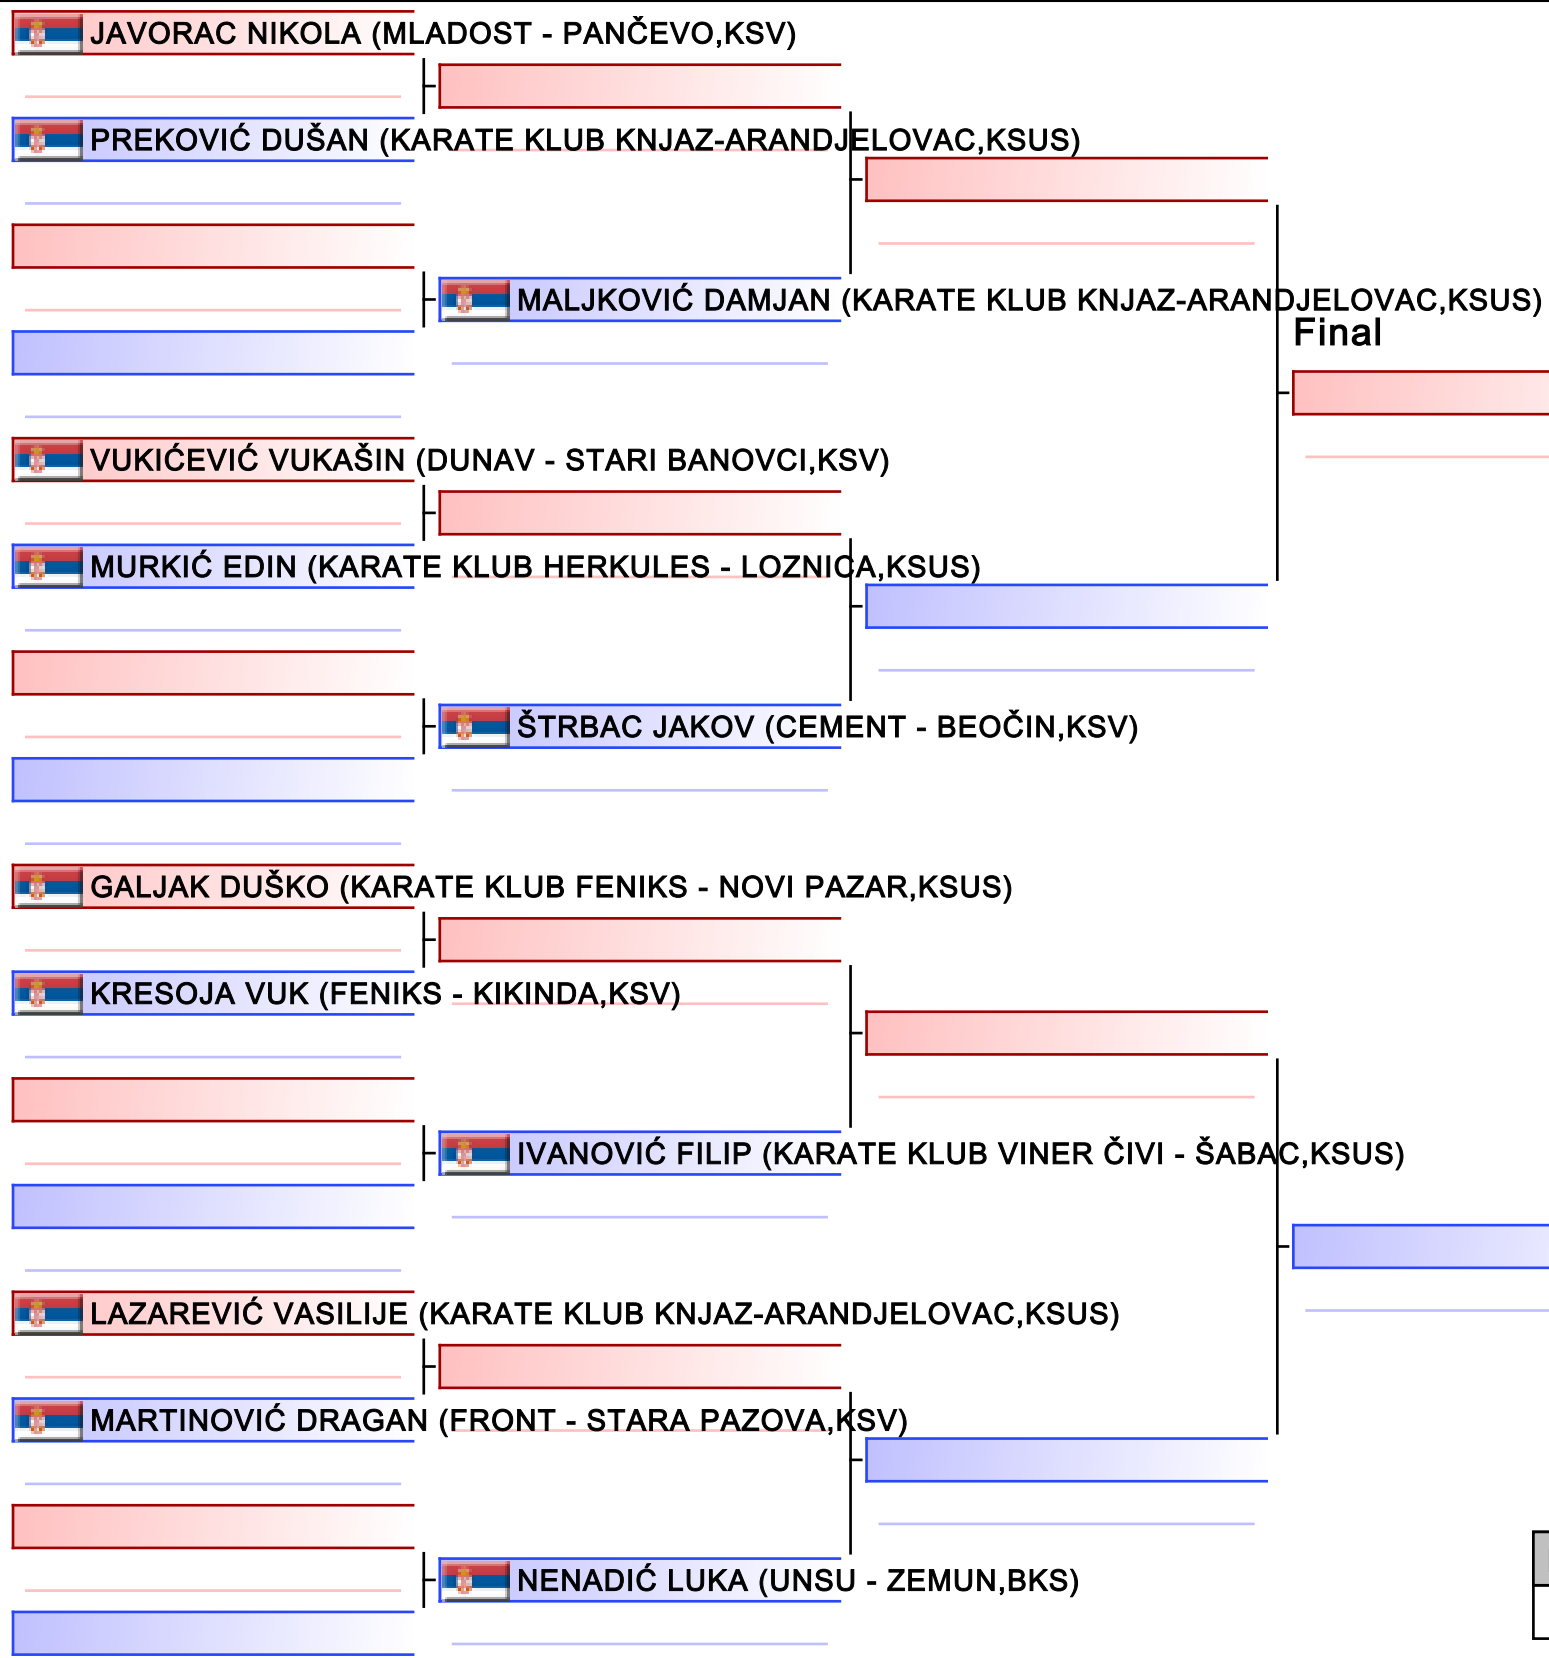 JAVORAC NIKOLA (MLADOST - PANČEVO,KSV)
PREKOVIĆ DUŠAN (KARATE KLUB KNJAZ-ARANDJELOVAC,KSUS)
MALJKOVIĆ DAMJAN (KARATE KLUB KNJAZ-ARANDJELOVAC,KSUS)
Final
VUKIĆEVIĆ VUKAŠIN (DUNAV - STARI BANOVCI,KSV)
MURKIĆ EDIN (KARATE KLUB HERKULES - LOZNICA,KSUS)
ŠTRBAC JAKOV (CEMENT - BEOČIN,KSV)
GALJAK DUŠKO (KARATE KLUB FENIKS - NOVI PAZAR,KSUS)
KRESOJA VUK (FENIKS - KIKINDA,KSV)
IVANOVIĆ FILIP (KARATE KLUB VINER ČIVI - ŠABAC,KSUS)
LAZAREVIĆ VASILIJE (KARATE KLUB KNJAZ-ARANDJELOVAC,KSUS)
MARTINOVIĆ DRAGAN (FRONT - STARA PAZOVA,KSV)
NENADIĆ LUKA (UNSU - ZEMUN,BKS)